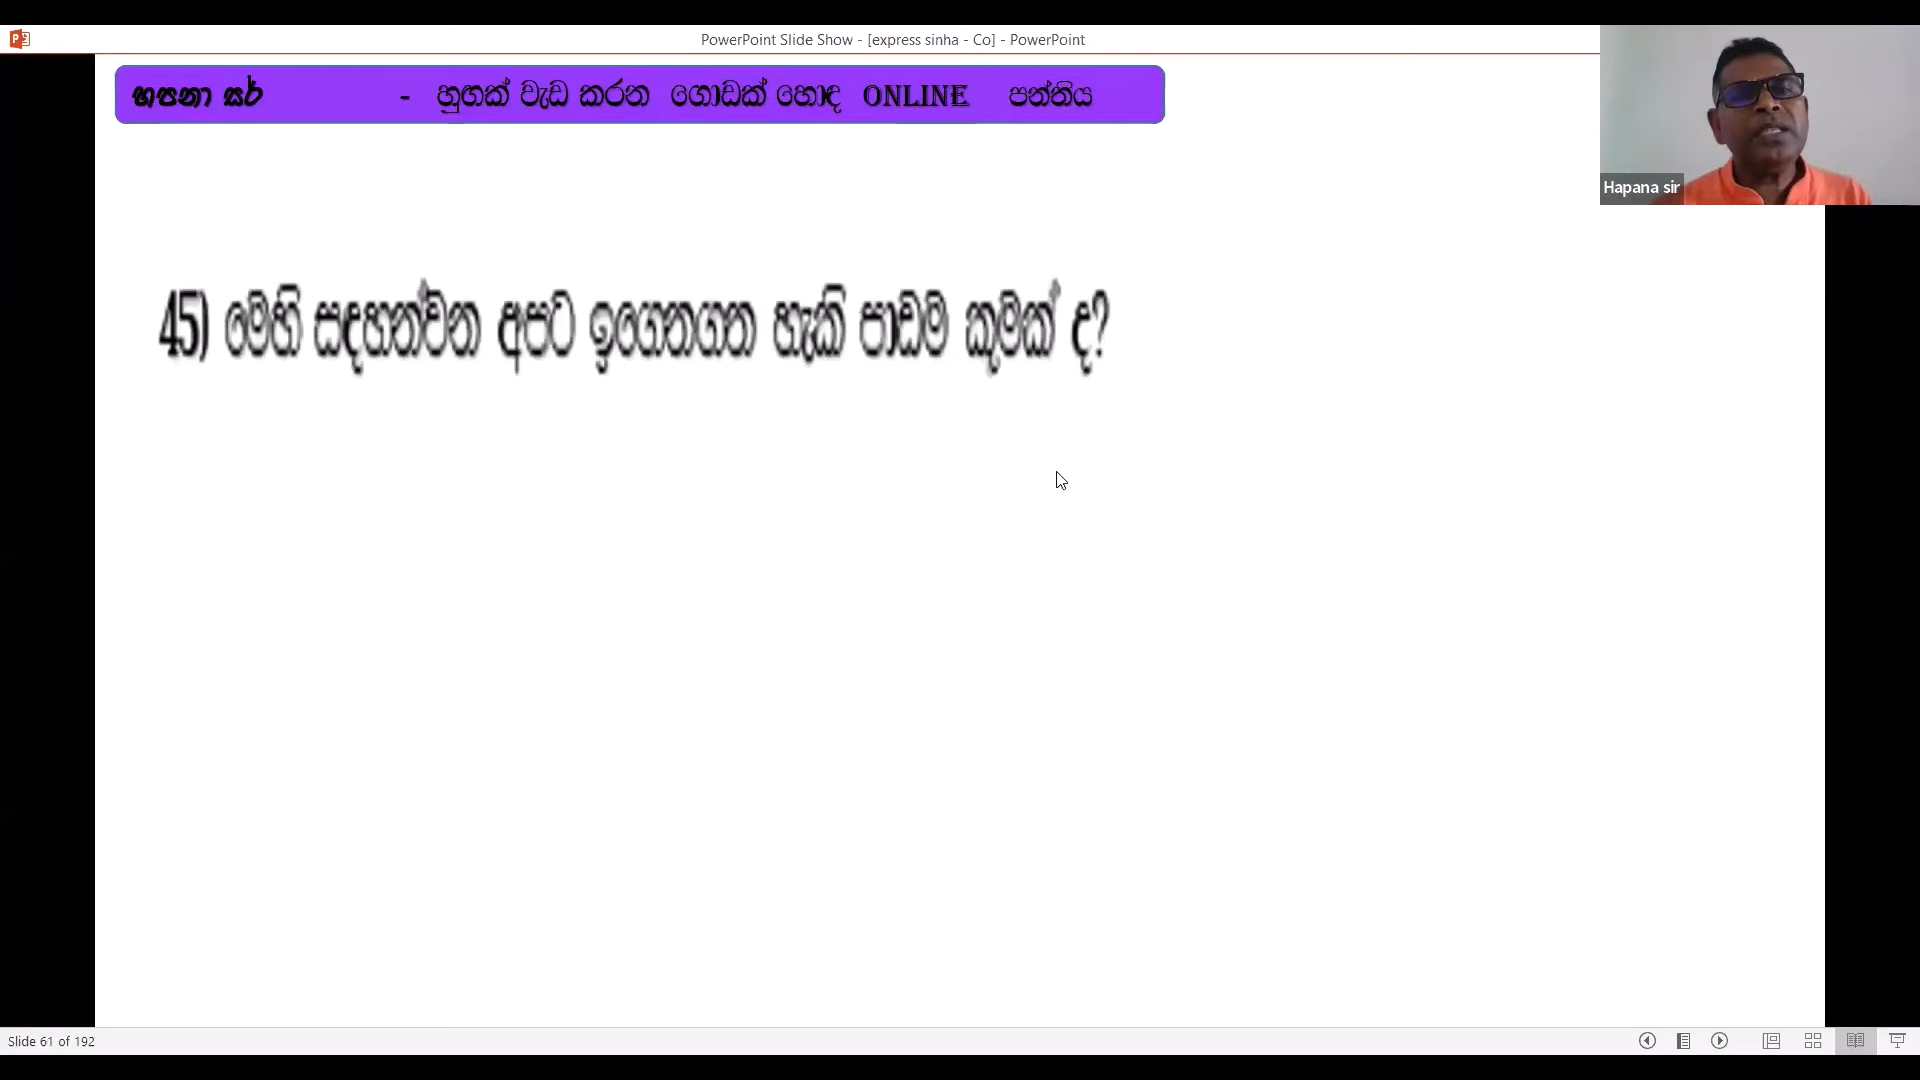 PowerPoint Slide Show - [express sinha - Co] - PowerPoint
හපනා සර් - හුඟක් වැඩ කරන ගොඩක් හොඳ ONLINE පන්තිය
Hapana sir
45) මෙහි සඳහන්වන අපට ඉගෙනගත හැකි පාඩම කුමක් ද?
Slide 61 of 192